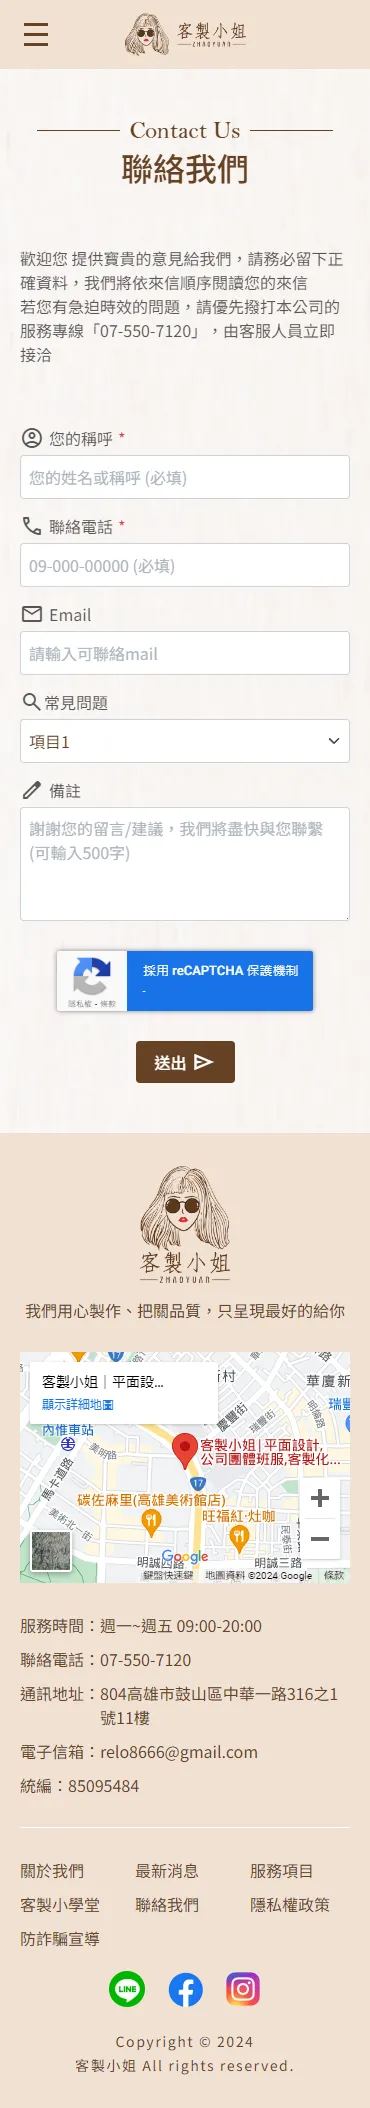 客製小姐
ZHAOYUAN
Contact Us
聯絡我們
歡迎您 提供寶貴的意見給我們，請務必留下正
確資料，我們將依來信順序閱讀您的來信
若您有急迫時效的問題，請優先撥打本公司的
服務專線「07-550-7120」，由客服人員立即
接洽
您的稱呼 *
您的姓名或稱呼 (必填)
聯絡電話 *
09-000-00000 (必填)
Email
請輸入可聯絡mail
常見問題
項目1
備註
謝謝您的留言/建議，我們將盡快與您聯繫
(可輸入500字)
採用 reCAPTCHA 保護機制
隱私權 - 條款
-
送出
客製小姐
ZHAOYUAN
我們用心製作、把關品質，只呈現最好的給你
客製小姐｜平面設...
顯示詳細地圖
17
村
華廈新
瑞豐
內惟車站
美明路
慶豐街
瑞豐街
明倫路
馬卡道路
客製小姐|平面設計,
公司團體班服,客製化...
17
碳佐麻里(高雄美術館店)
旺福紅·灶咖
美術北一街
民泰街
明誠四路
明誠三路
Google
鍵盤快速鍵
地圖資料 ©2024 Google
條款
服務時間：週一~週五 09:00-20:00
聯絡電話：07-550-7120
通訊地址：804高雄市鼓山區中華一路316之1
號11樓
電子信箱：relo8666@gmail.com
統編：85095484
關於我們 最新消息 服務項目
客製小學堂 聯絡我們 隱私權政策
防詐騙宣導
LINE
Copyright © 2024
客製小姐 All rights reserved.